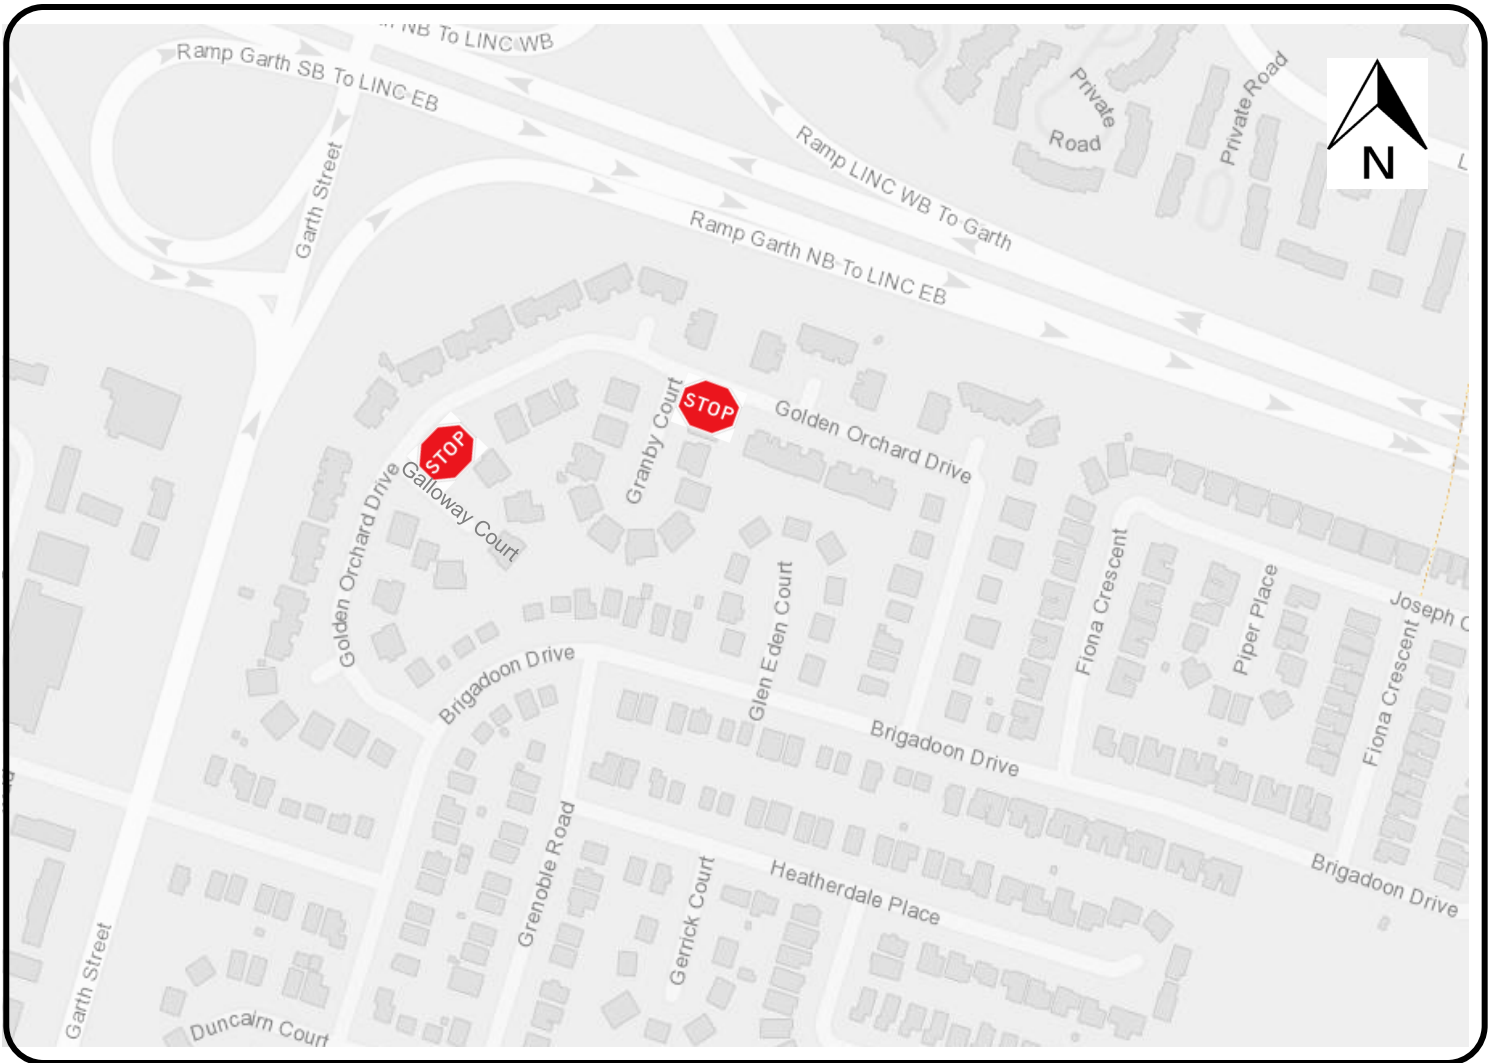 NB To LINC WB
Ramp Garth SB To LINC EB
Garth Street
Ramp LINC WB To Garth
Ramp Garth NB To LINC EB
Private
Road
Private Road
N
STOP
STOP
Granby Court
Golden Orchard Drive
Galloway Court
Golden Orchard Drive
Glen Eden Court
Fiona Crescent
Piper Place
Joseph C
Fiona Crescent
Brigadoon Drive
Brigadoon Drive
Brigadoon Drive
Grenoble Road
Gerrick Court
Heatherdale Place
Garth Street
Duncairn Court